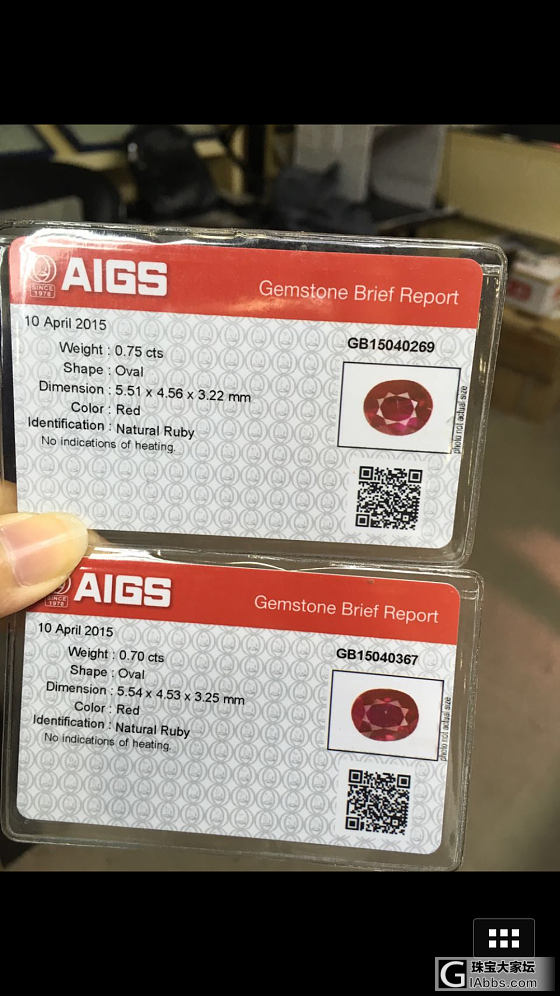 AIGS
SINCE
1978
Gemstone Brief Report
10 April 2015
GB15040269
Weight : 0.75 cts
Shape : Oval
Dimension : 5.51 x 4.56 x 3.22 mm
Color : Red
Identification : Natural Ruby
No indications of heating.
photo not actual size
AIGS
SINCE
1978
Gemstone Brief Report
10 April 2015
GB15040367
Weight : 0.70 cts
Shape : Oval
Dimension : 5.54 x 4.53 x 3.25 mm
Color : Red
Identification : Natural Ruby
No indications of heating.
photo not actual size
G 珠宝大家坛
GIAbbs.com